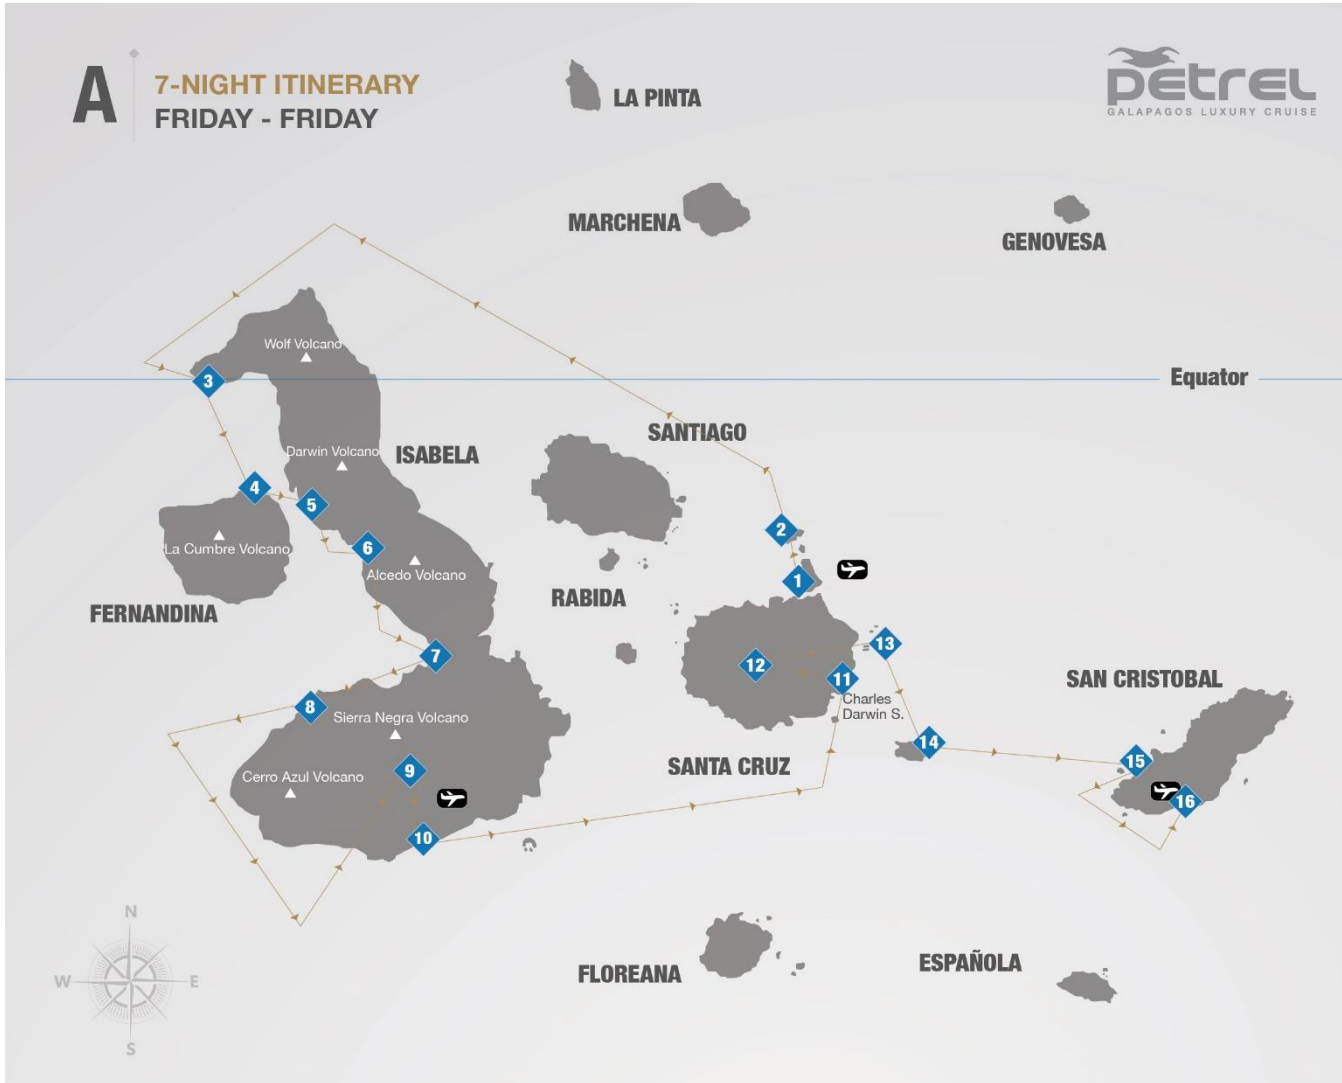 A
7-NIGHT ITINERARY
FRIDAY - FRIDAY
petrel
GALAPAGOS LUXURY CRUISE
LA PINTA
MARCHENA
GENOVESA
Wolf Volcano
3
Equator
SANTIAGO
Darwin Volcano
ISABELA
4
5
2
La Cumbre Volcano
6
Alcedo Volcano
1
RABIDA
FERNANDINA
7
13
12
11
SAN CRISTOBAL
Charles
Darwin S.
8
Sierra Negra Volcano
14
SANTA CRUZ
15
9
Cerro Azul Volcano
16
10
N
W
E
S
FLOREANA
ESPAÑOLA